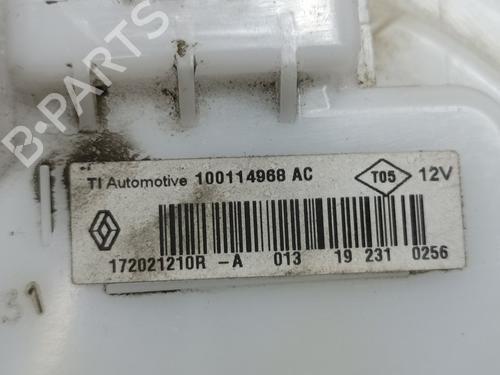 B-PARTS
TI Automotive 100114968 AC T05 12V
172021210R -A 013 19 231 0256
31